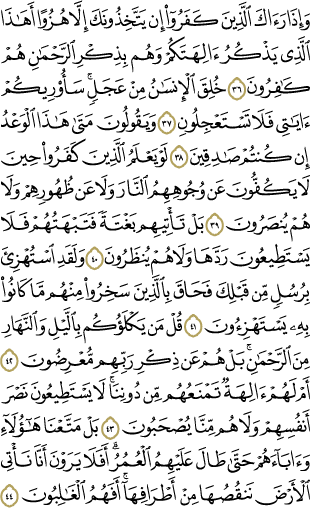 وَإِذَا رَءَاكَ ٱلَّذِينَ كَفَرُوٓا۟ إِن يَتَّخِذُونَكَ إِلَّا هُزُوًا أَهَٰذَا
ٱلَّذِى يَذْكُرُ ءَالِهَتَكُمْ وَهُم بِذِكْرِ ٱلرَّحْمَٰنِ هُمْ
كَٰفِرُونَ ٣٦ خُلِقَ ٱلْإِنسَٰنُ مِنْ عَجَلٍ ۚ سَأُو۟رِيكُمْ
ءَايَٰتِى فَلَا تَسْتَعْجِلُونِ ٣٧ وَيَقُولُونَ مَتَىٰ هَٰذَا ٱلْوَعْدُ
إِن كُنتُمْ صَٰدِقِينَ ٣٨ لَوْ يَعْلَمُ ٱلَّذِينَ كَفَرُوا۟ حِينَ
لَا يَكُفُّونَ عَن وُجُوهِهِمُ ٱلنَّارَ وَلَا عَن ظُهُورِهِمْ وَلَا
هُمْ يُنصَرُونَ ٣٩ بَلْ تَأْتِيهِم بَغْتَةً فَتَبْهَتُهُمْ فَلَا
يَسْتَطِيعُونَ رَدَّهَا وَلَا هُمْ يُنظَرُونَ ٤٠ وَلَقَدِ ٱسْتُهْزِئَ
بِرُسُلٍ مِّن قَبْلِكَ فَحَاقَ بِٱلَّذِينَ سَخِرُوا۟ مِنْهُم مَّا كَانُوا۟
بِهِۦ يَسْتَهْزِءُونَ ٤١ قُلْ مَن يَكْلَؤُكُم بِٱلَّيْلِ وَٱلنَّهَارِ
مِنَ ٱلرَّحْمَٰنِ ۗ بَلْ هُمْ عَن ذِكْرِ رَبِّهِم مُّعْرِضُونَ ٤٢
أَمْ لَهُمْ ءَالِهَةٌ تَمْنَعُهُم مِّن دُونِنَا ۚ لَا يَسْتَطِيعُونَ نَصْرَ
أَنفُسِهِمْ وَلَا هُم مِّنَّا يُصْحَبُونَ ٤٣ بَلْ مَتَّعْنَا هَٰٓؤُلَآءِ
وَءَابَآءَهُمْ حَتَّىٰ طَالَ عَلَيْهِمُ ٱلْعُمُرُ ۗ أَفَلَا يَرَوْنَ أَنَّا نَأْتِى
ٱلْأَرْضَ نَنقُصُهَا مِنْ أَطْرَافِهَآ ۚ أَفَهُمُ ٱلْغَٰلِبُونَ ٤٤